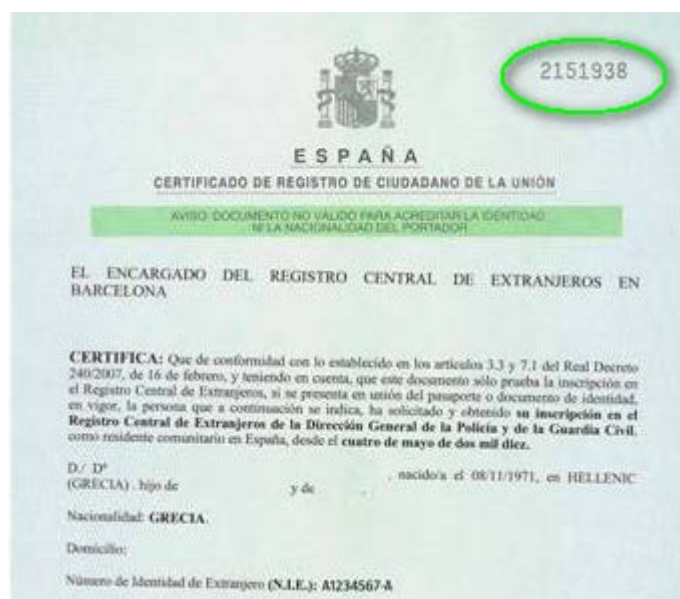 2151938
ESPAÑA
CERTIFICADO DE REGISTRO DE CIUDADANO DE LA UNIÓN
AVISO: DOCUMENTO NO VÁLIDO PARA ACREDITAR LA IDENTIDAD
NI LA NACIONALIDAD DEL PORTADOR
EL ENCARGADO DEL REGISTRO CENTRAL DE EXTRANJEROS EN
BARCELONA
CERTIFICA: Que de conformidad con lo establecido en los artículos 3.3 y 7.1 del Real Decreto
240/2007, de 16 de febrero, y teniendo en cuenta, que este documento sólo prueba la inscripción en
el Registro Central de Extranjeros, si se presenta en unión del pasaporte o documento de identidad,
en vigor, la persona que a continuación se indica, ha solicitado y obtenido su inscripción en el
Registro Central de Extranjeros de la Dirección General de la Policía y de la Guardia Civil,
como residente comunitario en España, desde el cuatro de mayo de dos mil diez.
D./ Dª , nacido/a el 08/11/1971, en HELLENIC
(GRECIA) , hijo de y de ,
Nacionalidad: GRECIA.
Domicilio:
Número de Identidad de Extranjero (N.I.E.): A1234567-A